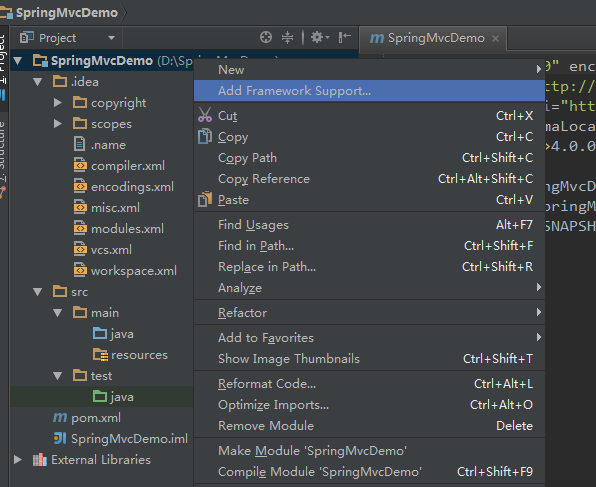 SpringMvcDemo
1: Project
Project
SpringMvcDemo
SpringMvcDemo (D:\S
New
0" enc
.idea
Add Framework Support...
ttp://
copyright
Cut Ctrl+X
i="htt
scopes
Copy Ctrl+C
maLoca
.name
Copy Path Ctrl+Shift+C
>4.0.0
compiler.xml
Copy Reference Ctrl+Alt+Shift+C
encodings.xml
Paste Ctrl+V
ngMvcD
misc.xml
Find Usages Alt+F7
pringM
modules.xml
Find in Path... Ctrl+Shift+F
SNAPSH
vcs.xml
Replace in Path... Ctrl+Shift+R
workspace.xml
Analyze
src
Refactor
main
Add to Favorites
java
Show Image Thumbnails Ctrl+Shift+T
resources
test
Reformat Code... Ctrl+Alt+L
java
Optimize Imports... Ctrl+Alt+O
pom.xml
Remove Module Delete
SpringMvcDemo.iml
Make Module 'SpringMvcDemo'
External Libraries
Compile Module 'SpringMvcDemo' Ctrl+Shift+F9